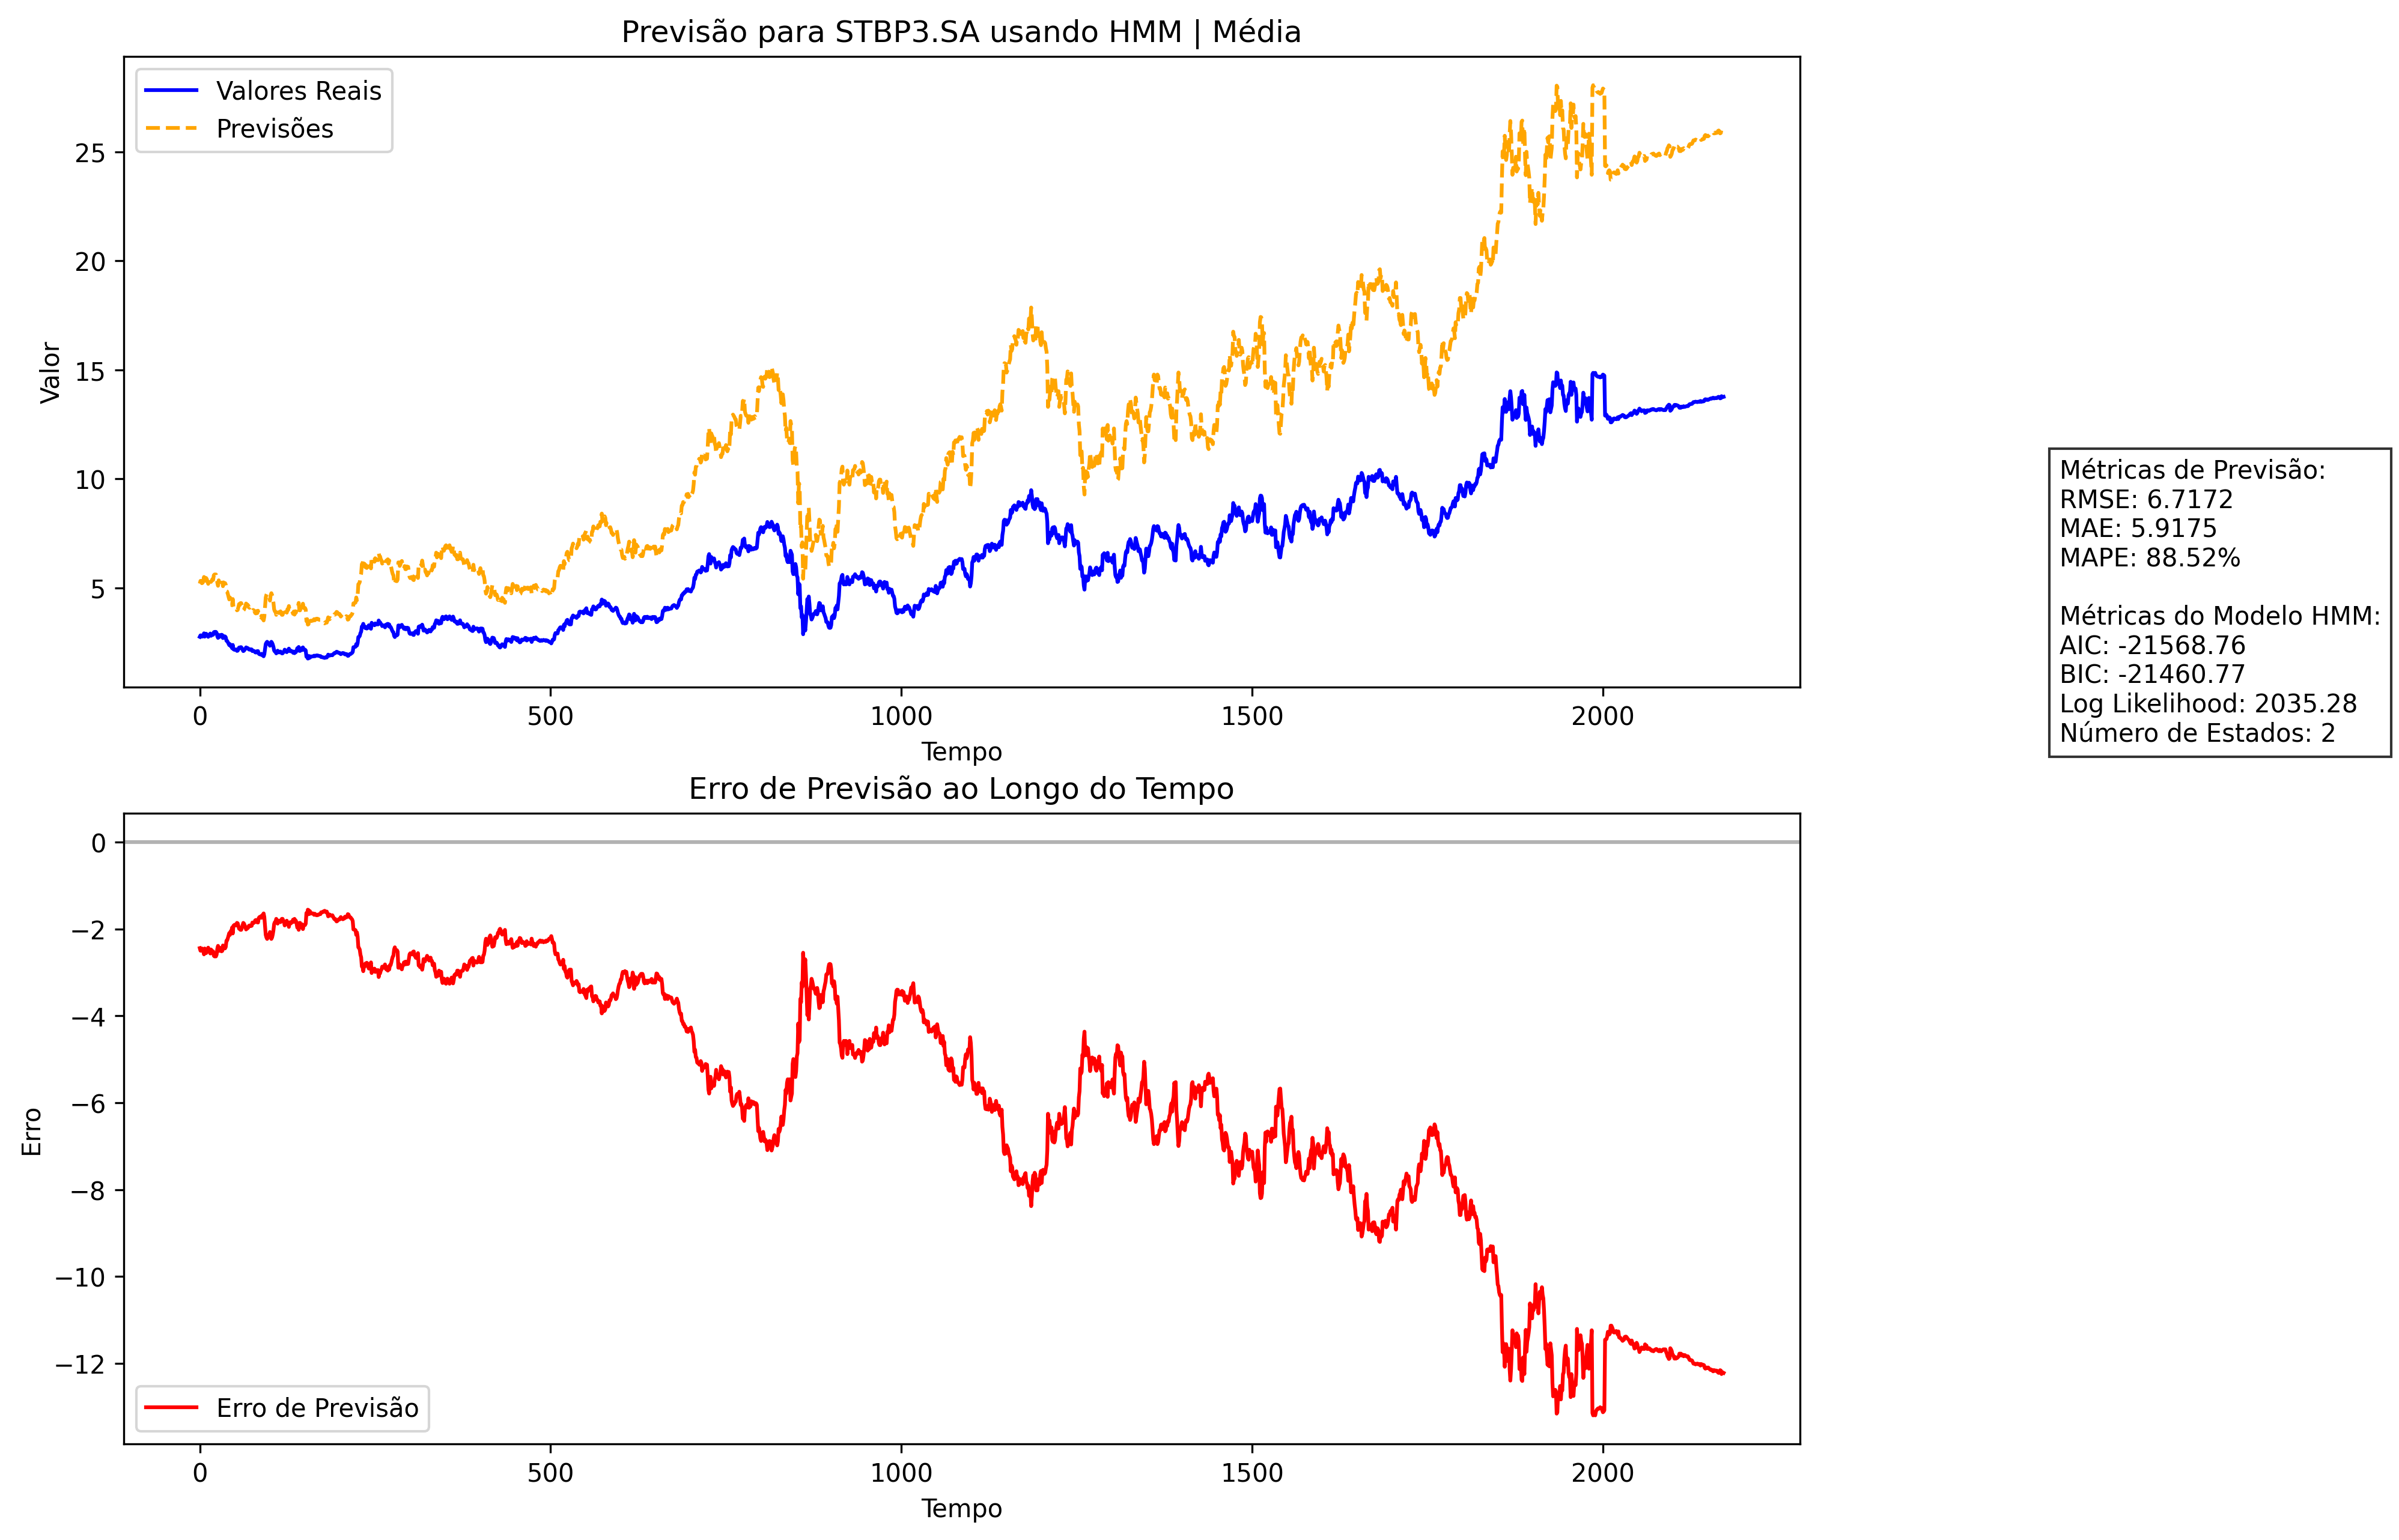 Previsão para STBP3.SA usando HMM | Média
Valores Reais
Previsões
Valor
25
20
15
10
5
0 500 1000 1500 2000
Tempo
Métricas de Previsão:
RMSE: 6.7172
MAE: 5.9175
MAPE: 88.52%
Métricas do Modelo HMM:
AIC: -21568.76
BIC: -21460.77
Log Likelihood: 2035.28
Número de Estados: 2
Erro de Previsão ao Longo do Tempo
Erro
0
−2
−4
−6
−8
−10
−12
Erro de Previsão
0 500 1000 1500 2000
Tempo